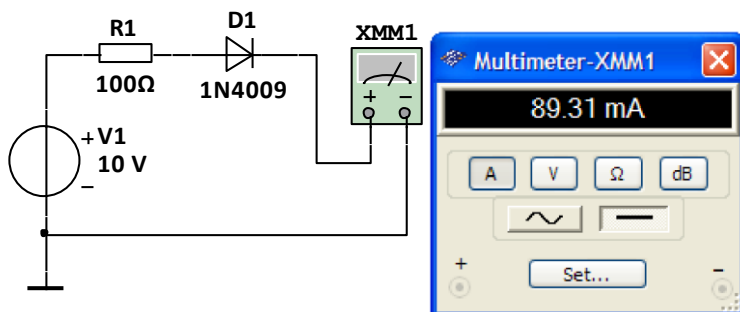 R1
100Ω
D1
1N4009
XMM1
+ −
+ V1
10 V
−
Multimeter-XMM1
89.31 mA
A V Ω dB
+ Set... −